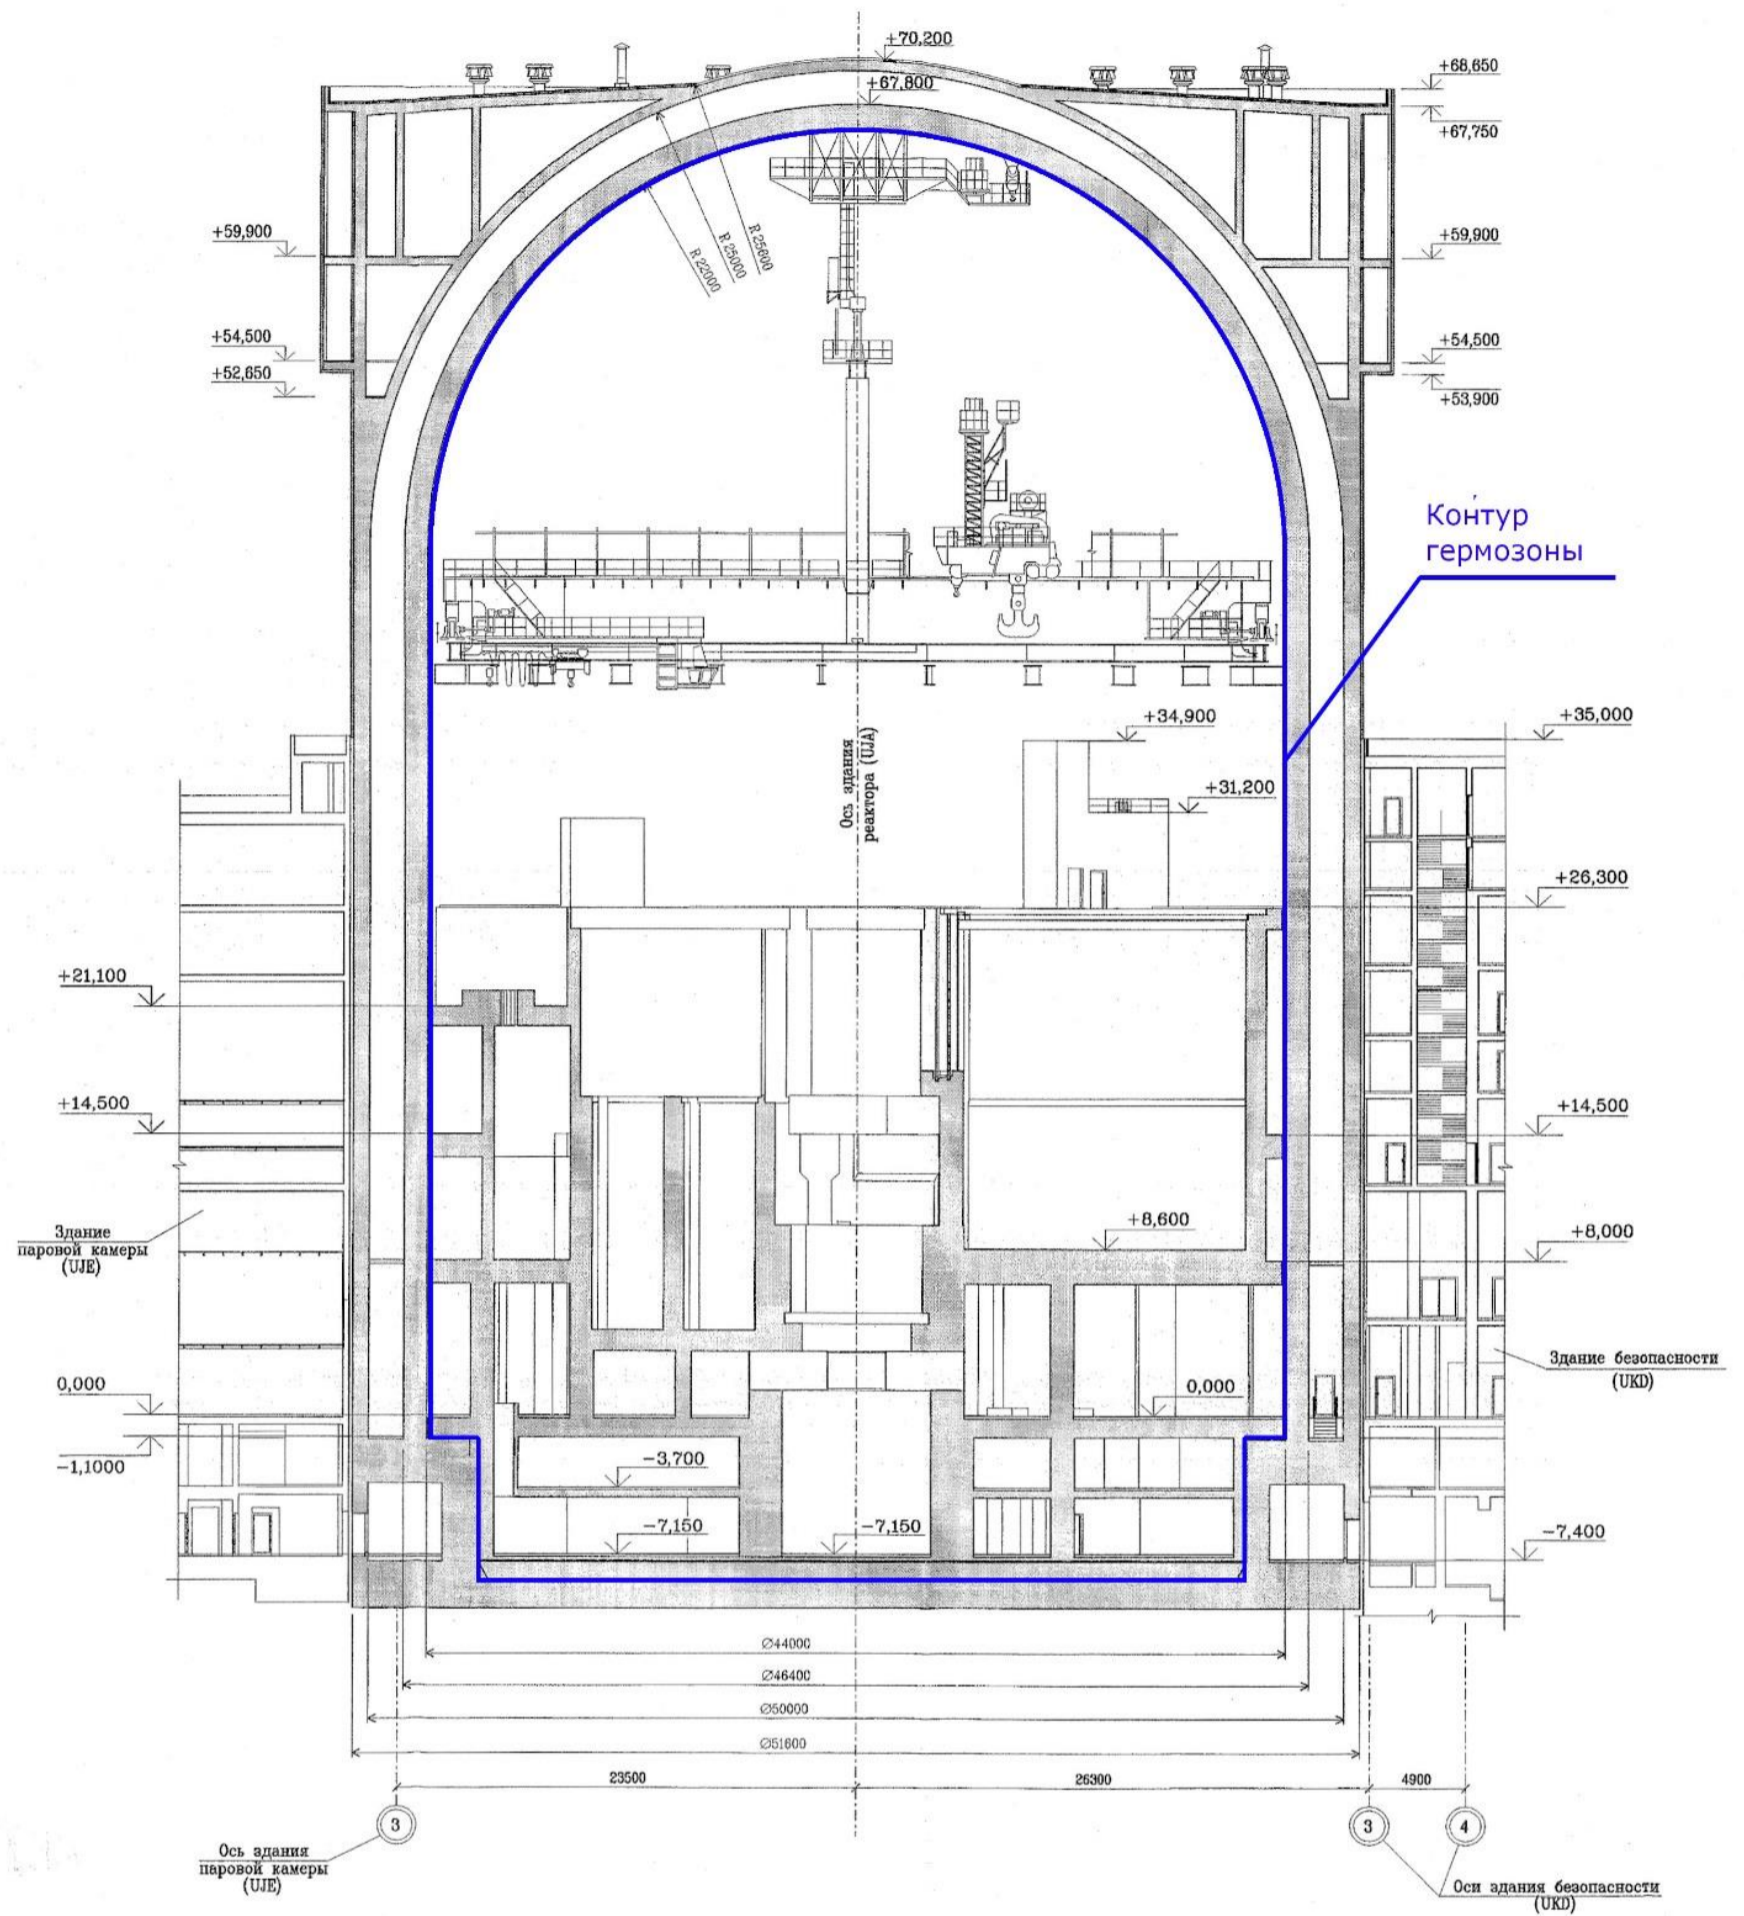 +70,200
+68,650
+67,800
+67,750
+59,900
R 25600
R 25000
R 22000
+59,900
+54,500
+52,650
+54,500
+53,900
Контур
гермозоны
+34,900
+35,000
Ось здания
реактора (UJA)
+31,200
+26,300
+21,100
+14,500
+14,500
+8,600
+8,000
Здание
паровой камеры
(UJE)
Здание безопасности
(UKD)
0,000
0,000
-1,1000
-3,700
-7,150
-7,150
-7,400
Ø44000
Ø46400
Ø50000
Ø51600
23500
26300
4900
3
3
4
Ось здания
паровой камеры
(UJE)
Оси здания безопасности
(UKD)